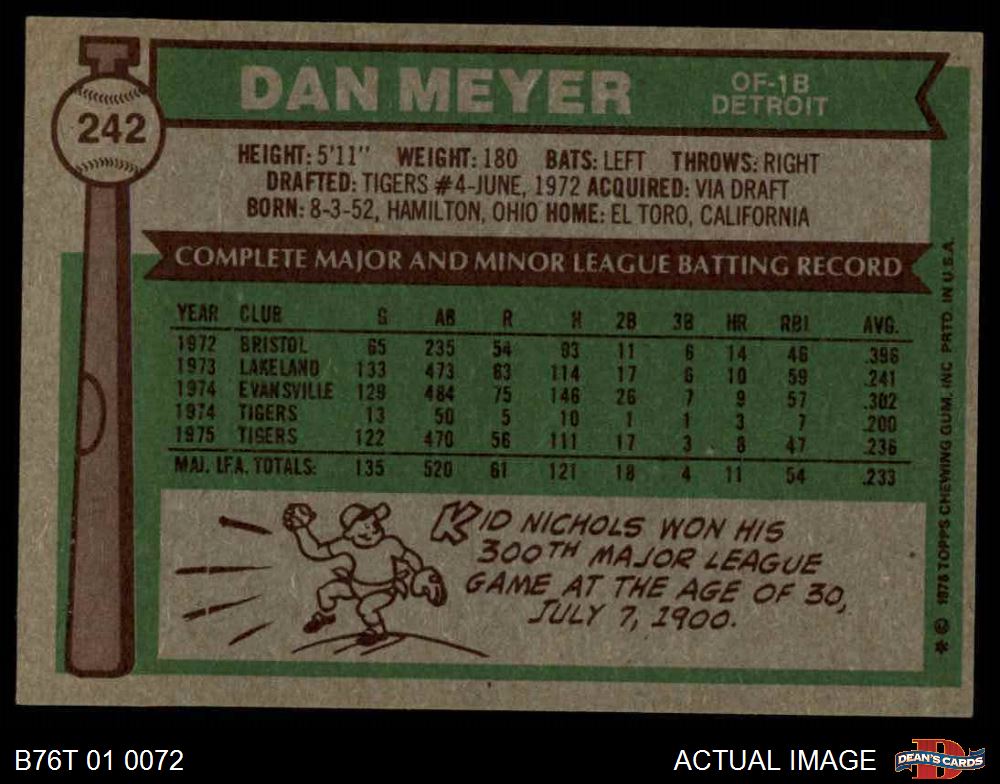 242
DAN MEYER
OF-1B
DETROIT
HEIGHT: 5'11" WEIGHT: 180 BATS: LEFT THROWS: RIGHT
DRAFTED: TIGERS #4-JUNE, 1972 ACQUIRED: VIA DRAFT
BORN: 8-3-52, HAMILTON, OHIO HOME: EL TORO, CALIFORNIA
COMPLETE MAJOR AND MINOR LEAGUE BATTING RECORD
YEAR CLUB G AB R H 2B 3B HR RBI AVG.
1972 BRISTOL 65 235 54 93 11 6 14 46 .396
1973 LAKELAND 133 473 63 114 17 6 10 59 .241
1974 EVANSVILLE 129 484 75 146 26 7 9 57 .302
1974 TIGERS 13 50 5 10 1 1 3 7 .200
1975 TIGERS 122 470 56 111 17 3 8 47 .236
MAJ. LEA. TOTALS: 135 520 61 121 18 4 11 54 .233
KID NICHOLS WON HIS
300TH MAJOR LEAGUE
GAME AT THE AGE OF 30,
JULY 7, 1900.
* © 1976 TOPPS CHEWING GUM, INC PRTD. IN U.S.A.
B76T 01 0072
ACTUAL IMAGE
D
DEAN'S CARDS